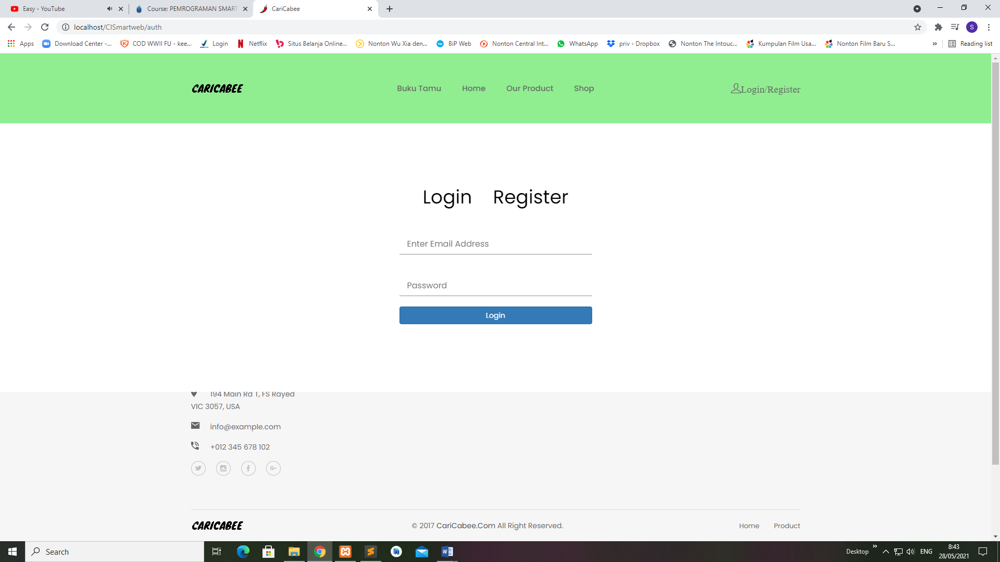 Easy - YouTube
Course: PEMROGRAMAN SMART
CariCabee
localhost/CISmartweb/auth
S
Apps
Download Center -...
COD WWII FU - kee...
Login
Netflix
Situs Belanja Online...
Nonton Wu Xia den...
BiP Web
Nonton Central Int...
WhatsApp
priv - Dropbox
Nonton The Intouc...
Kumpulan Film Usa...
Nonton Film Baru S...
»
Reading list
CARICABEE
Buku Tamu
Home
Our Product
Shop
Login/Register
Login
Register
Enter Email Address
Password
Login
194 Main Rd T, FS Rayed
VIC 3057, USA
info@example.com
+012 345 678 102
CARICABEE
© 2017 CariCabee.Com All Right Reserved.
Home
Product
Search
Desktop
»
ENG
8:43
28/05/2021